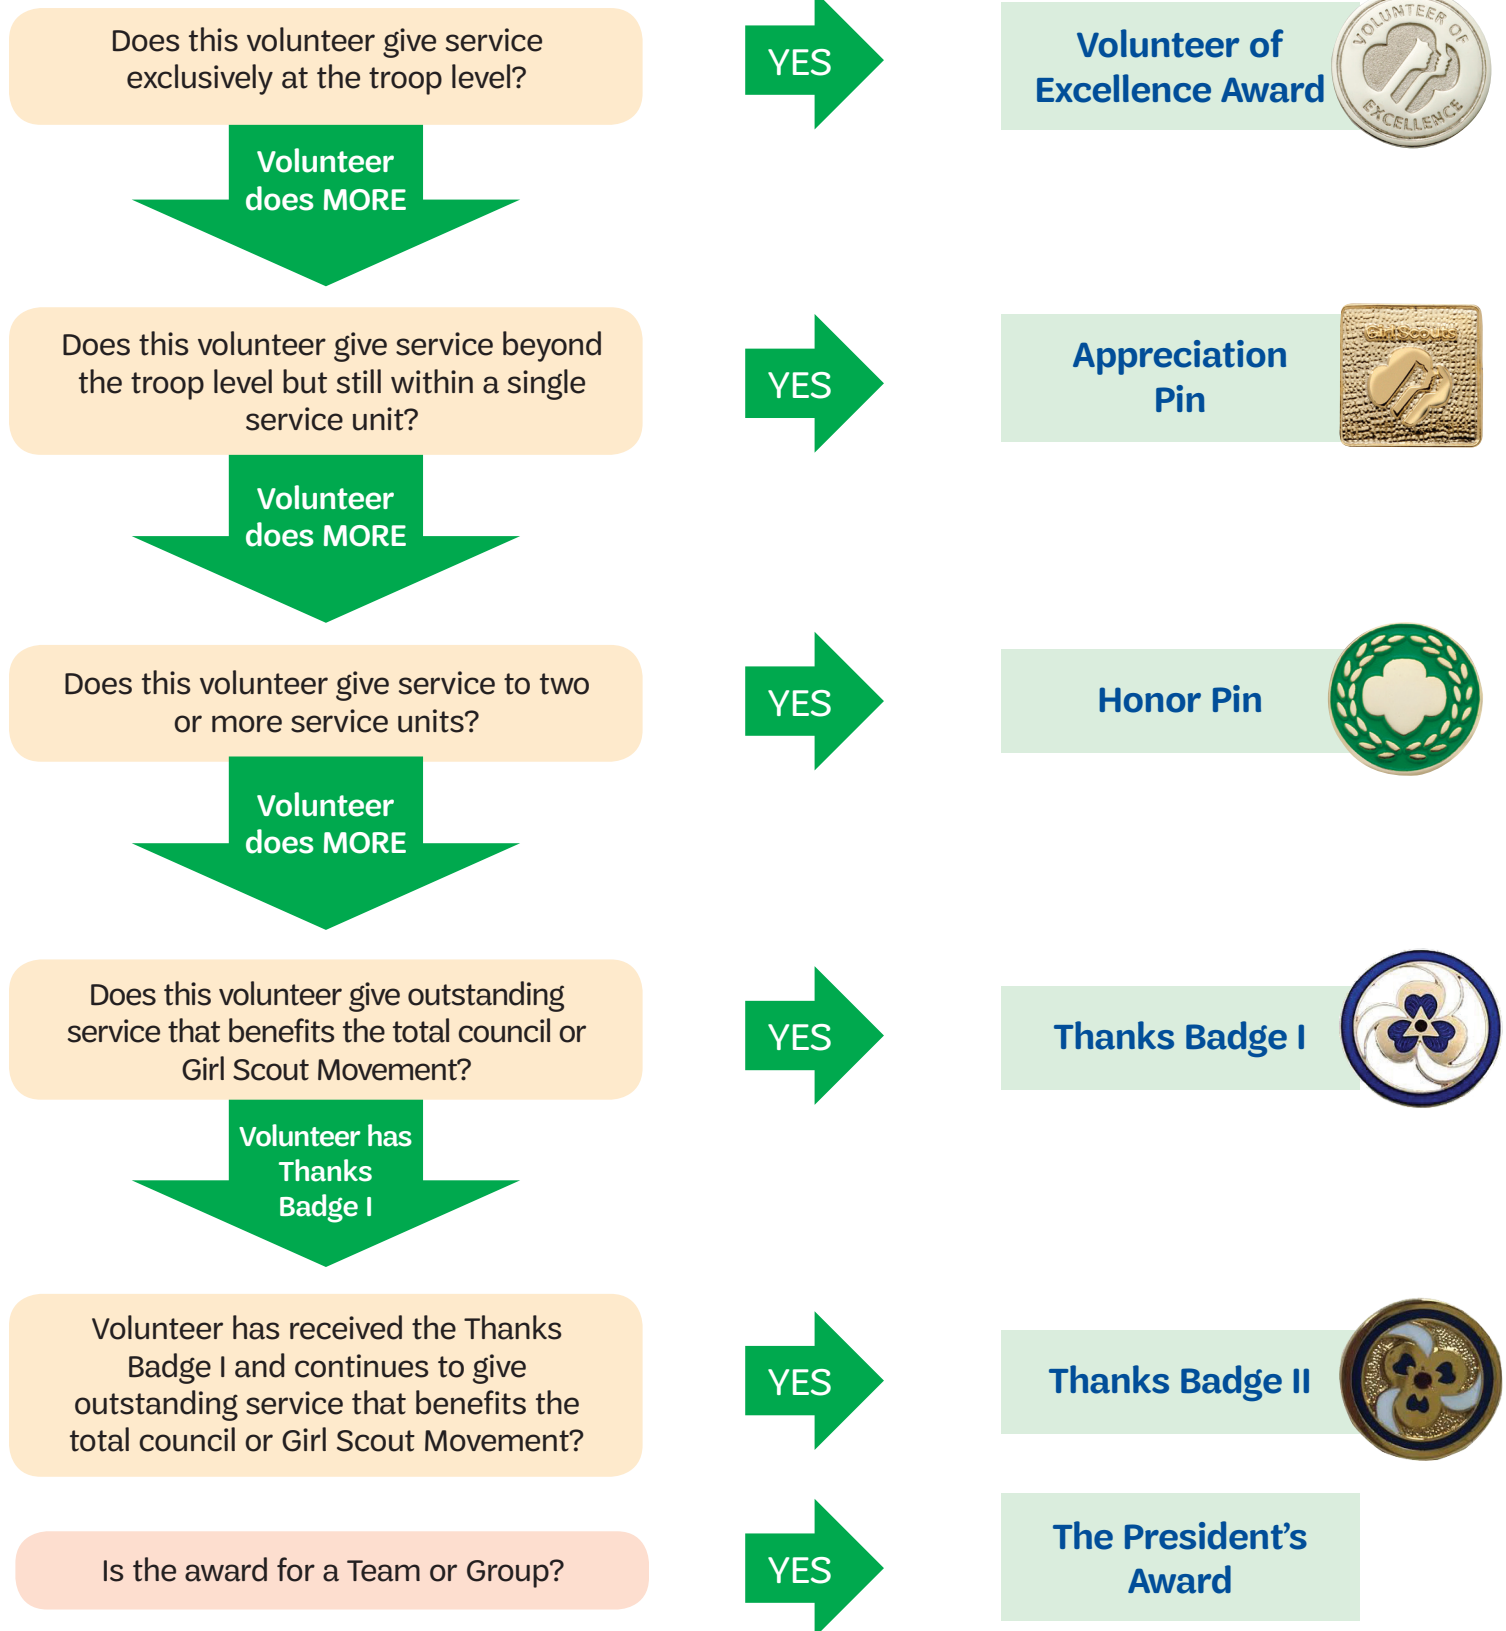 Does this volunteer give service
exclusively at the troop level?
YES
Volunteer of
Excellence Award
VOLUNTEER OF
EXCELLENCE
Volunteer
does MORE
Does this volunteer give service beyond
the troop level but still within a single
service unit?
YES
Appreciation
Pin
Girl Scouts
Volunteer
does MORE
Does this volunteer give service to two
or more service units?
YES
Honor Pin
Volunteer
does MORE
Does this volunteer give outstanding
service that benefits the total council or
Girl Scout Movement?
YES
Thanks Badge I
Volunteer has
Thanks
Badge I
Volunteer has received the Thanks
Badge I and continues to give
outstanding service that benefits the
total council or Girl Scout Movement?
YES
Thanks Badge II
Is the award for a Team or Group?
YES
The President’s
Award